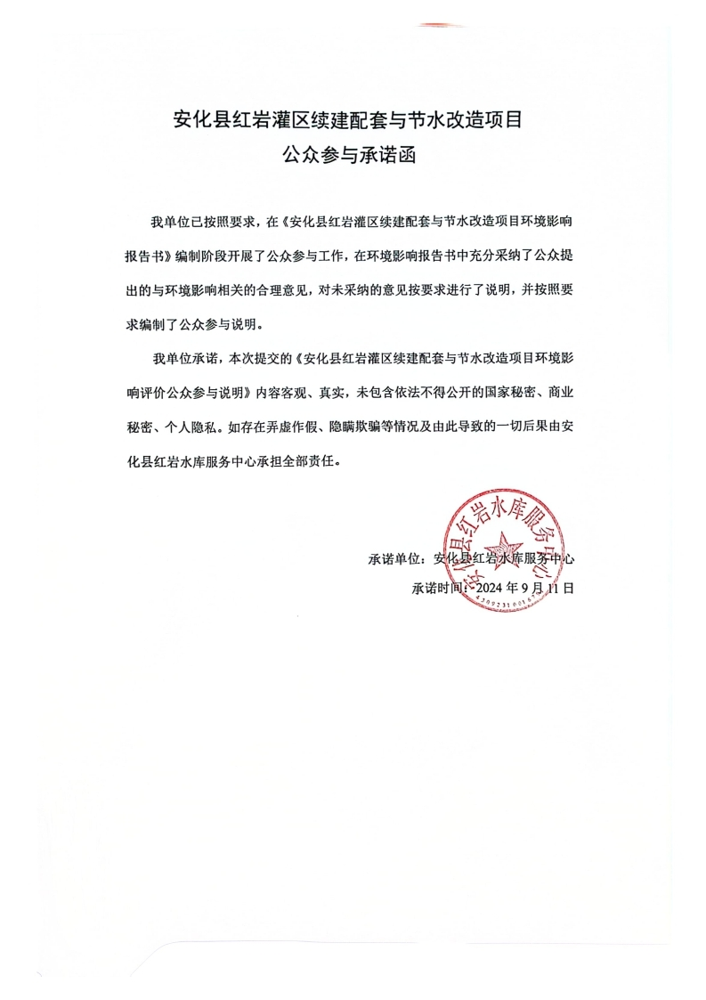 安化县红岩灌区续建配套与节水改造项目
公众参与承诺函
我单位已按照要求，在《安化县红岩灌区续建配套与节水改造项目环境影响
报告书》编制阶段开展了公众参与工作，在环境影响报告书中充分采纳了公众提
出的与环境影响相关的合理意见，对未采纳的意见按要求进行了说明，并按照要
求编制了公众参与说明。
我单位承诺，本次提交的《安化县红岩灌区续建配套与节水改造项目环境影
响评价公众参与说明》内容客观、真实，未包含依法不得公开的国家秘密、商业
秘密、个人隐私。如存在弄虚作假、隐瞒欺骗等情况及由此导致的一切后果由安
化县红岩水库服务中心承担全部责任。
安化县红岩水库服务中心
承诺单位：安化县红岩水库服务中心
承诺时间：2024 年 9 月 11 日